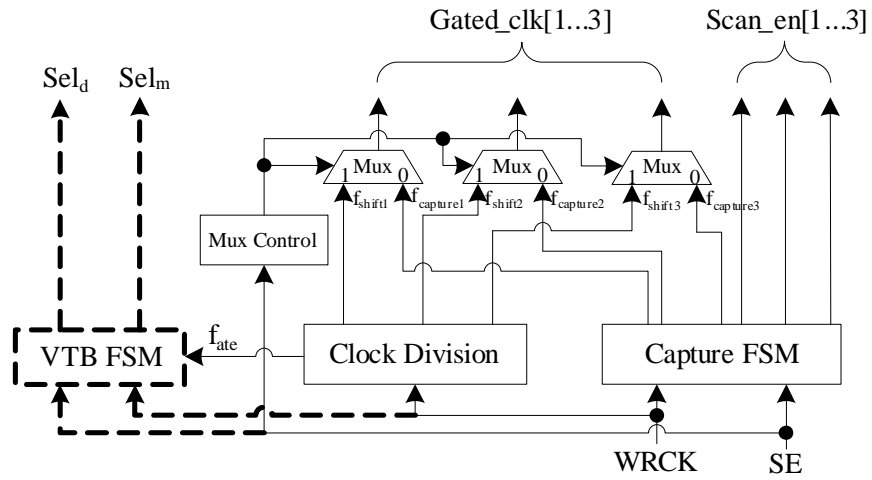 Gated_clk[1...3] Scan_en[1...3]
Sel_d Sel_m
Mux Mux Mux
1 0 1 0 1 0
f_shift1 f_capture1 f_shift2 f_capture2 f_shift3 f_capture3
Mux Control
f_ate
VTB FSM Clock Division Capture FSM
WRCK SE